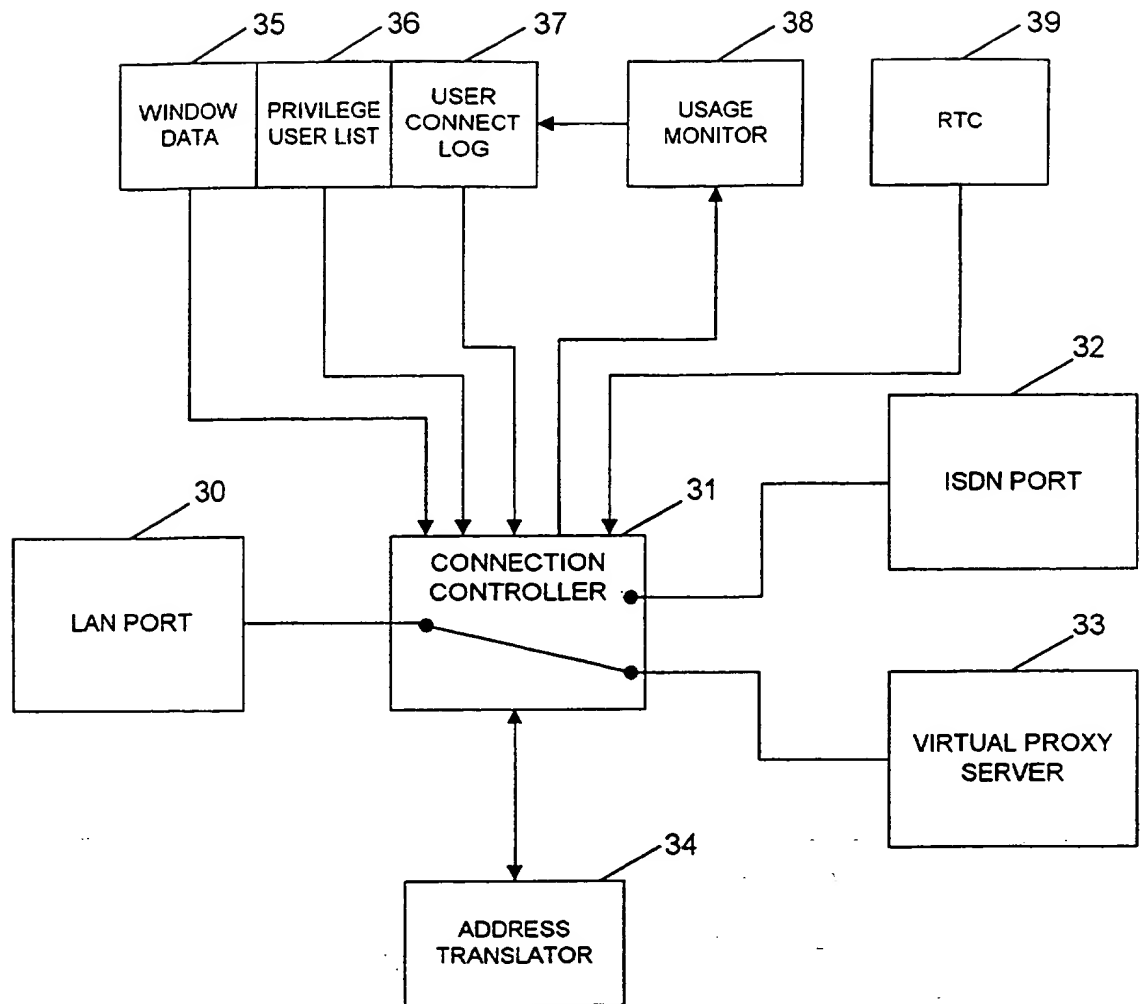 35
36
37
38
39
WINDOW
DATA
PRIVILEGE
USER LIST
USER
CONNECT
LOG
USAGE
MONITOR
RTC
32
ISDN PORT
30
LAN PORT
31
CONNECTION
CONTROLLER
33
VIRTUAL PROXY
SERVER
34
ADDRESS
TRANSLATOR